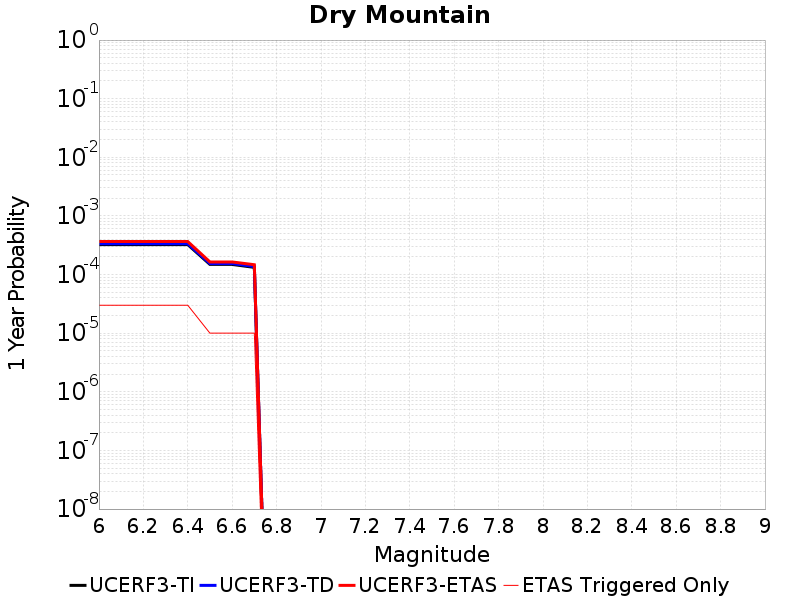 Dry Mountain
1 Year Probability
10^0
10^-1
10^-2
10^-3
10^-4
10^-5
10^-6
10^-7
10^-8
6 6.2 6.4 6.6 6.8 7 7.2 7.4 7.6 7.8 8 8.2 8.4 8.6 8.8 9
Magnitude
UCERF3-TI UCERF3-TD UCERF3-ETAS ETAS Triggered Only